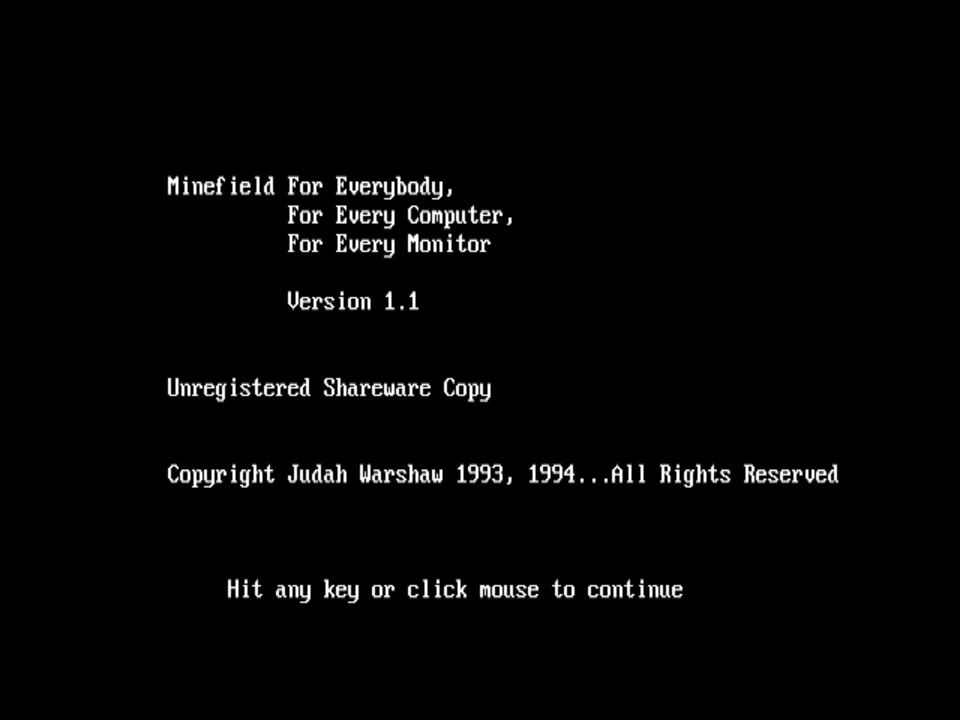 Minefield For Everybody,
For Every Computer,
For Every Monitor
Version 1.1
Unregistered Shareware Copy
Copyright Judah Warshaw 1993, 1994...All Rights Reserved
Hit any key or click mouse to continue